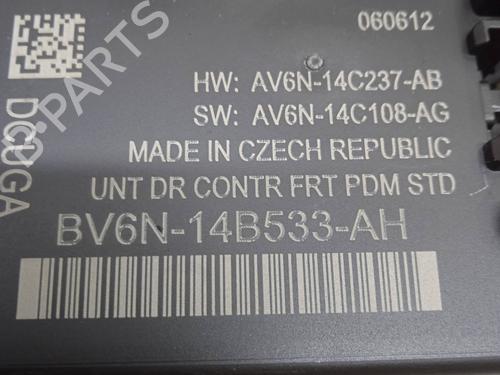 060612
HW: AV6N-14C237-AB
SW: AV6N-14C108-AG
MADE IN CZECH REPUBLIC
UNT DR CONTR FRT PDM STD
BV6N-14B533-AH
DCUGA